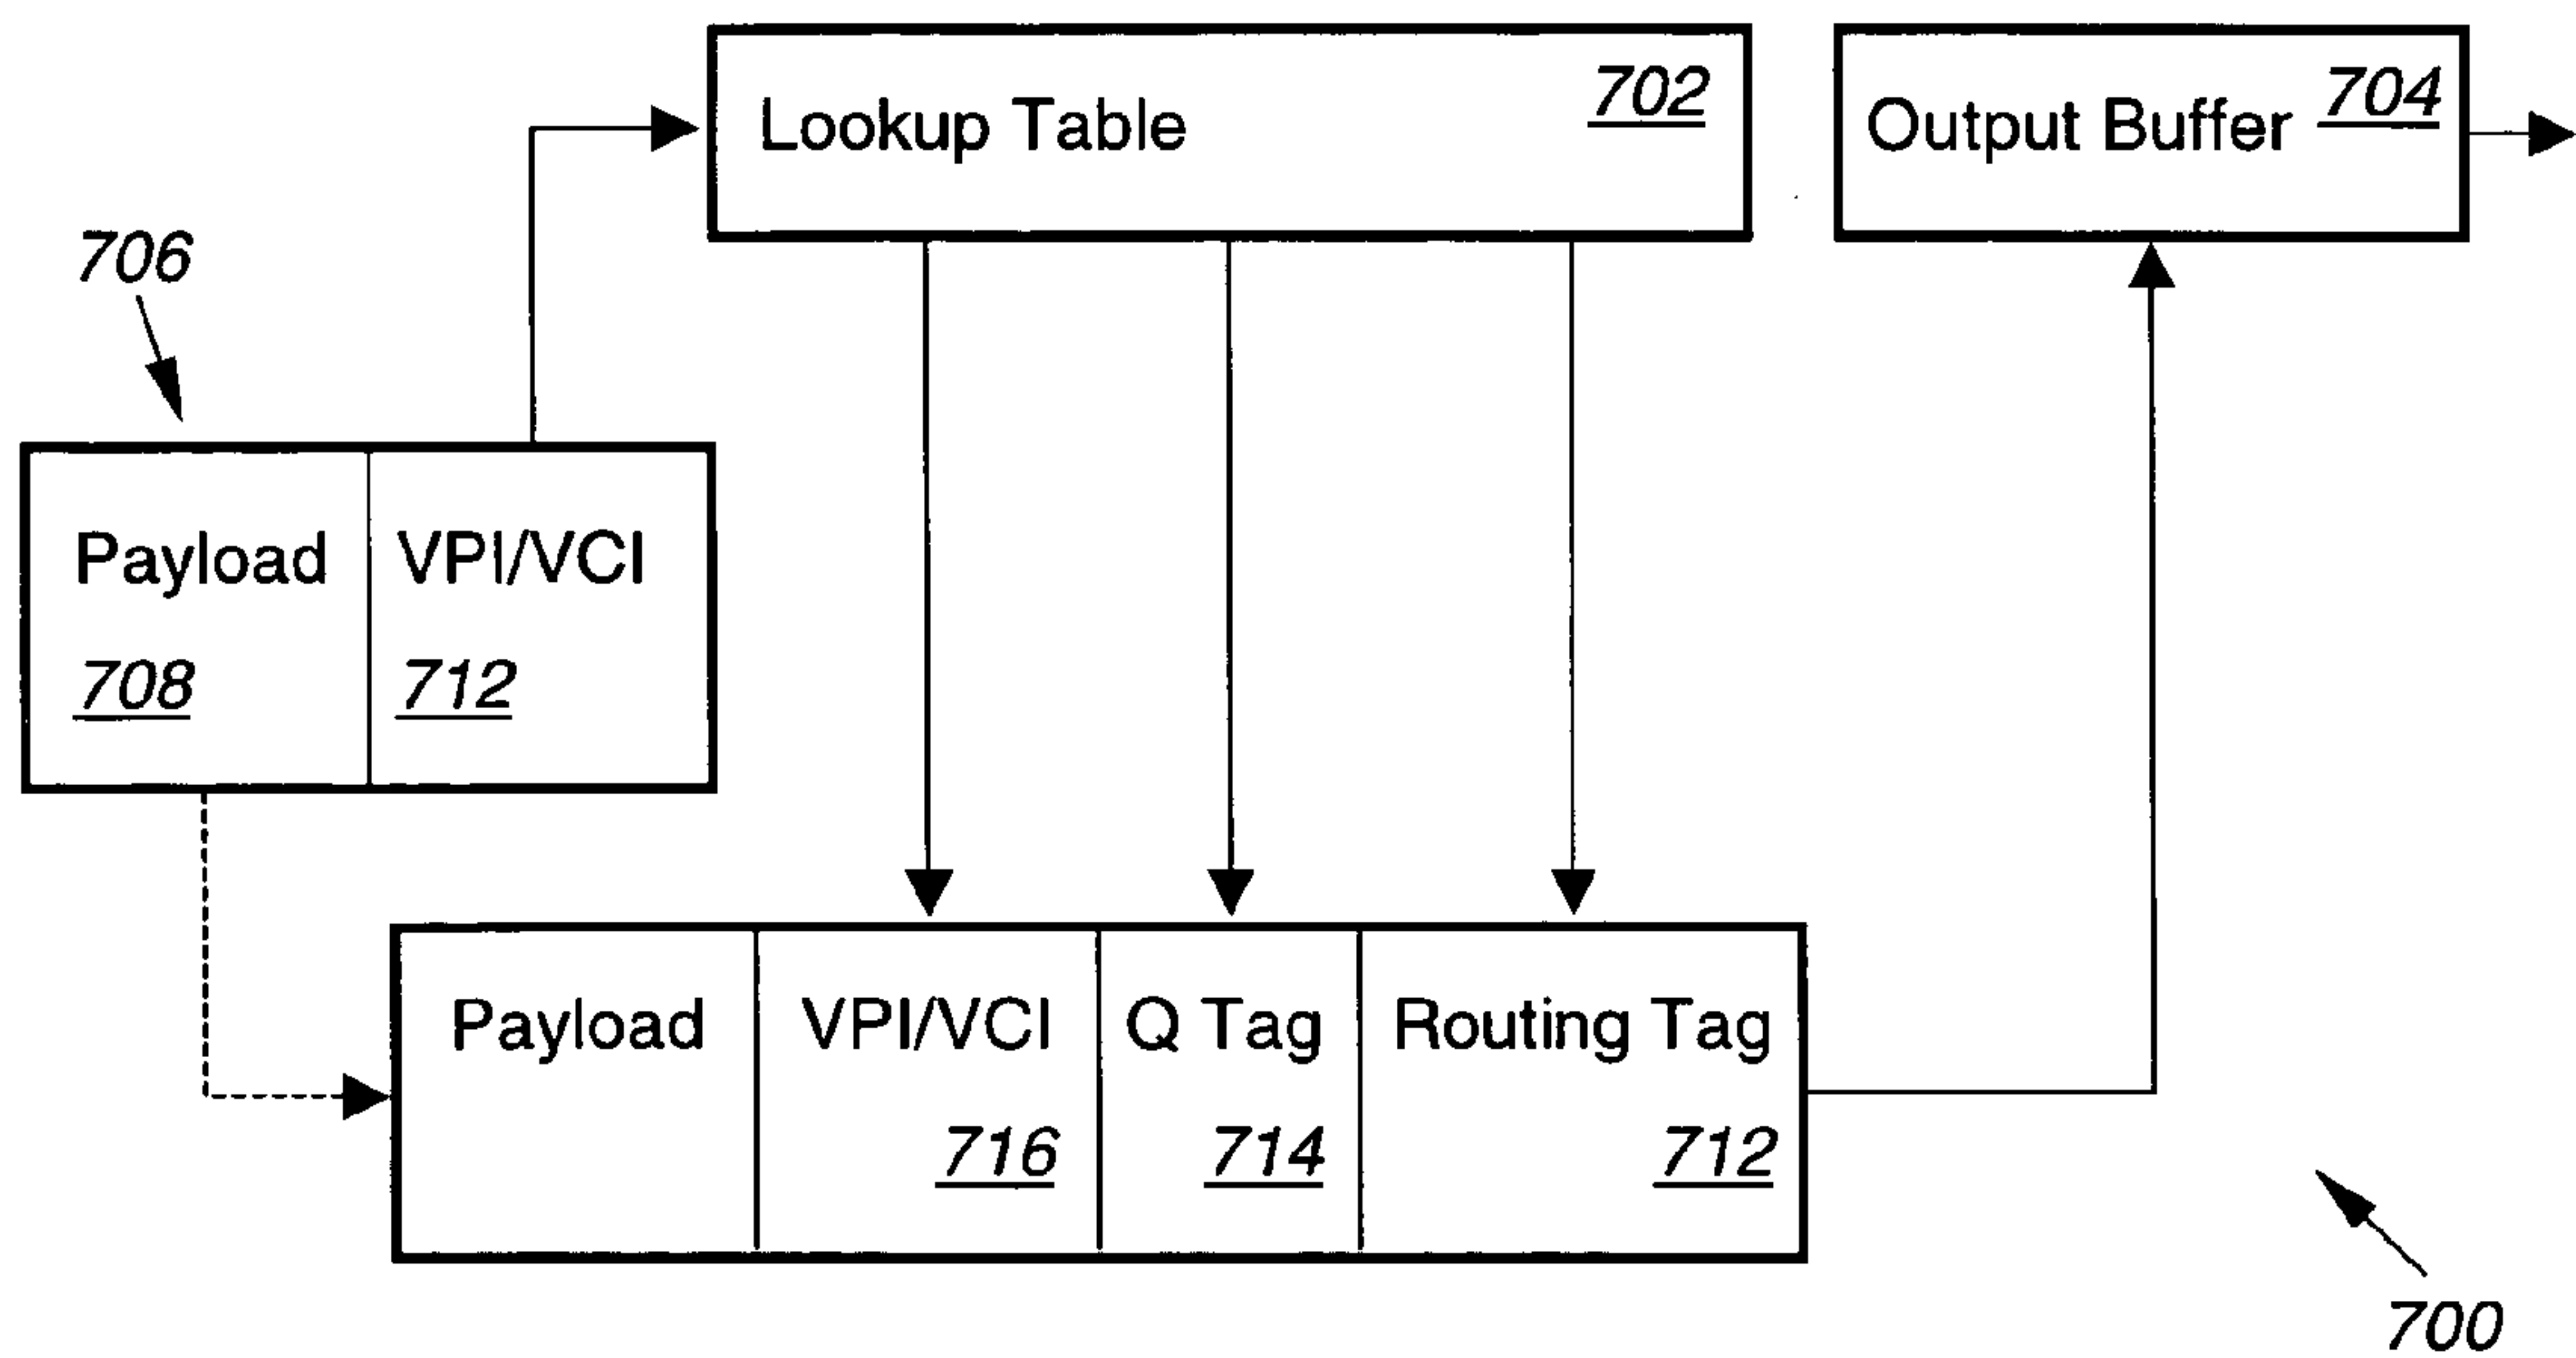 Lookup Table 702
Output Buffer 704
706
Payload VPI/VCI
708 712
Payload VPI/VCI Q Tag Routing Tag
716 714 712
700